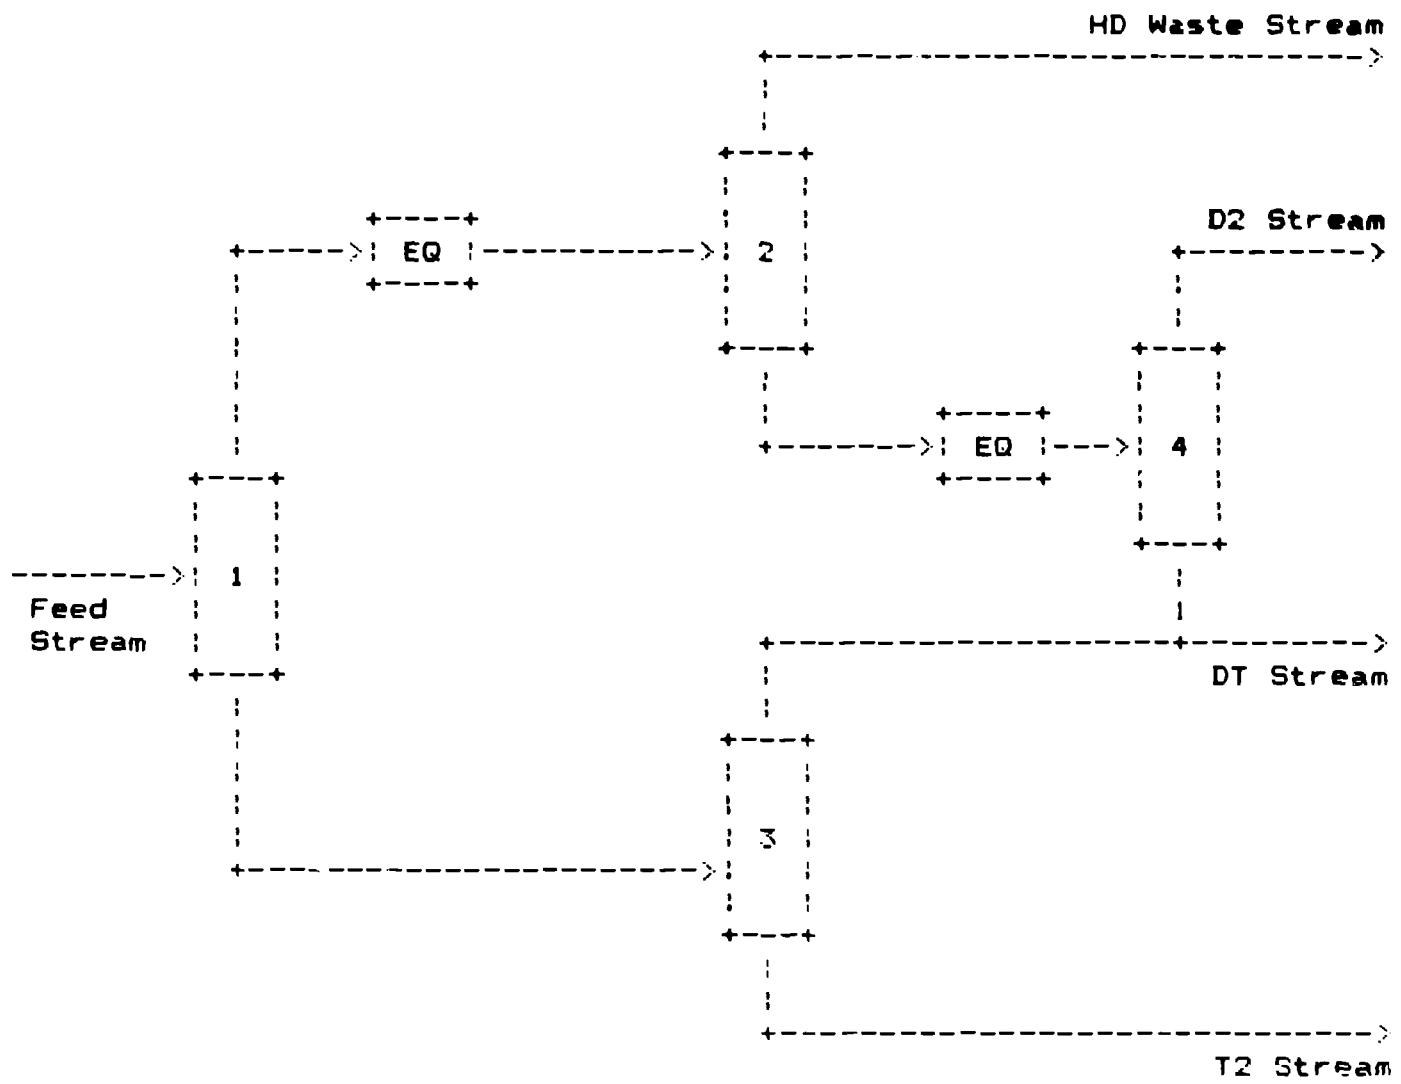 HD Waste Stream
D2 Stream
EQ
2
EQ
4
1
Feed
Stream
DT Stream
3
T2 Stream